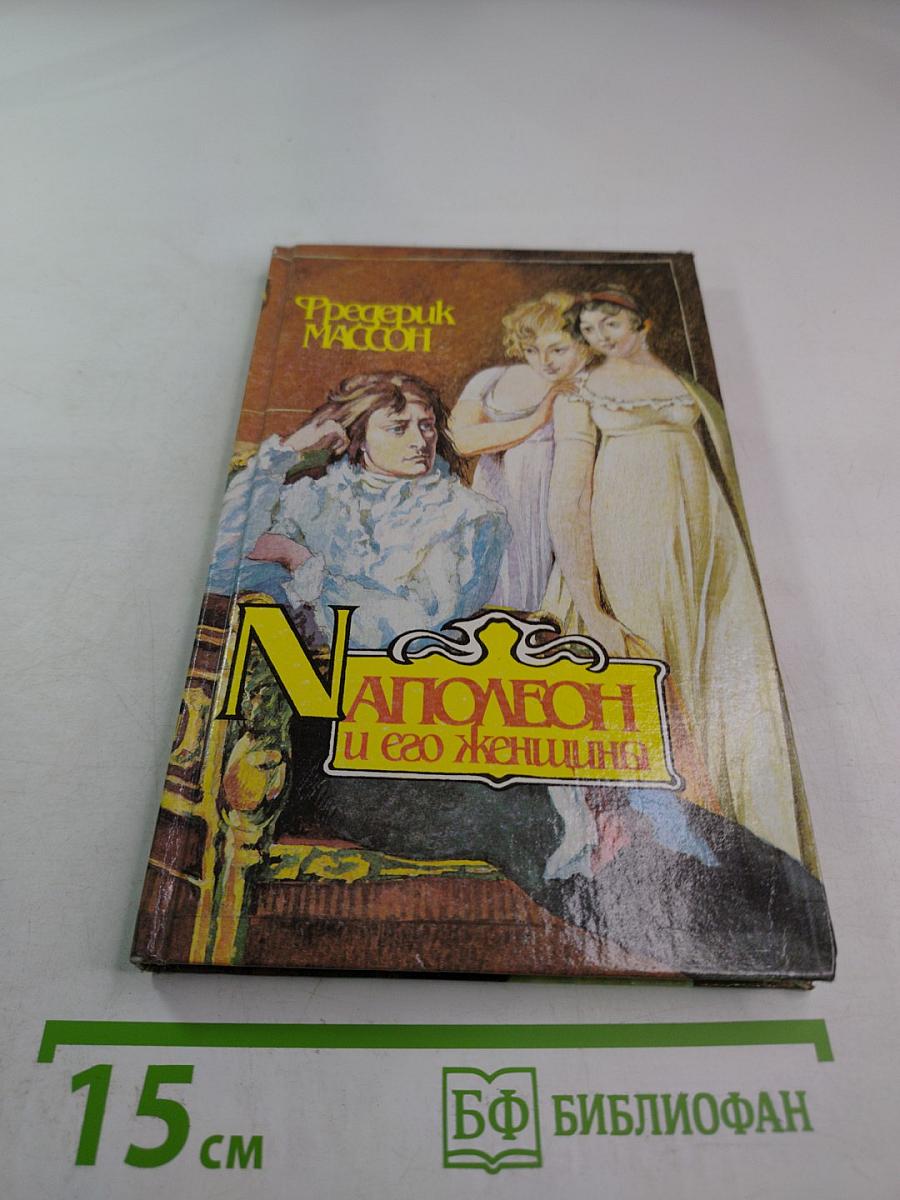 Фредерик
МАССОН
NАПОЛЕОН
и его женщины
15 см
БФ БИБЛИОФАН